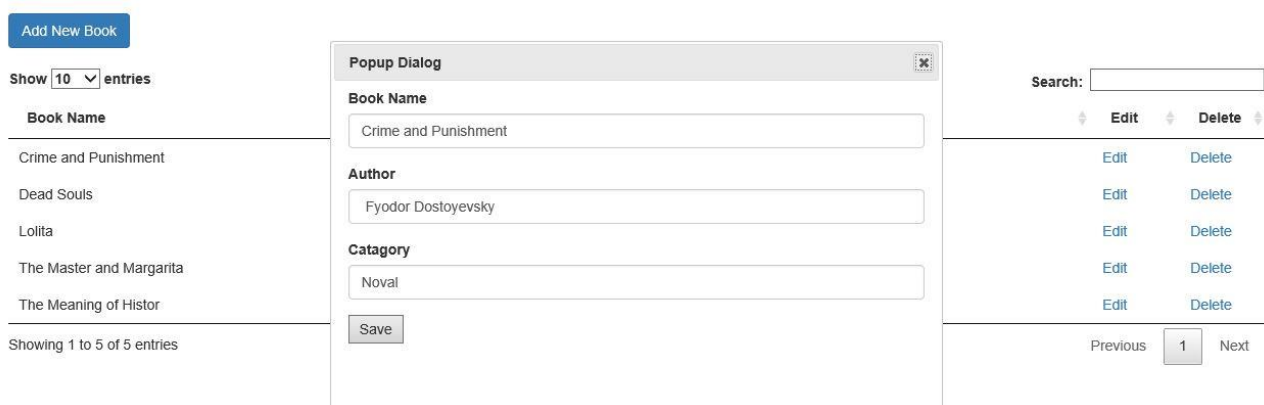 Add New Book
Show 10 entries
Search:
Book Name
Edit
Delete
Crime and Punishment
Edit
Delete
Dead Souls
Edit
Delete
Lolita
Edit
Delete
The Master and Margarita
Edit
Delete
The Meaning of Histor
Edit
Delete
Showing 1 to 5 of 5 entries
Previous
1
Next
Popup Dialog
Book Name
Crime and Punishment
Author
Fyodor Dostoyevsky
Catagory
Noval
Save